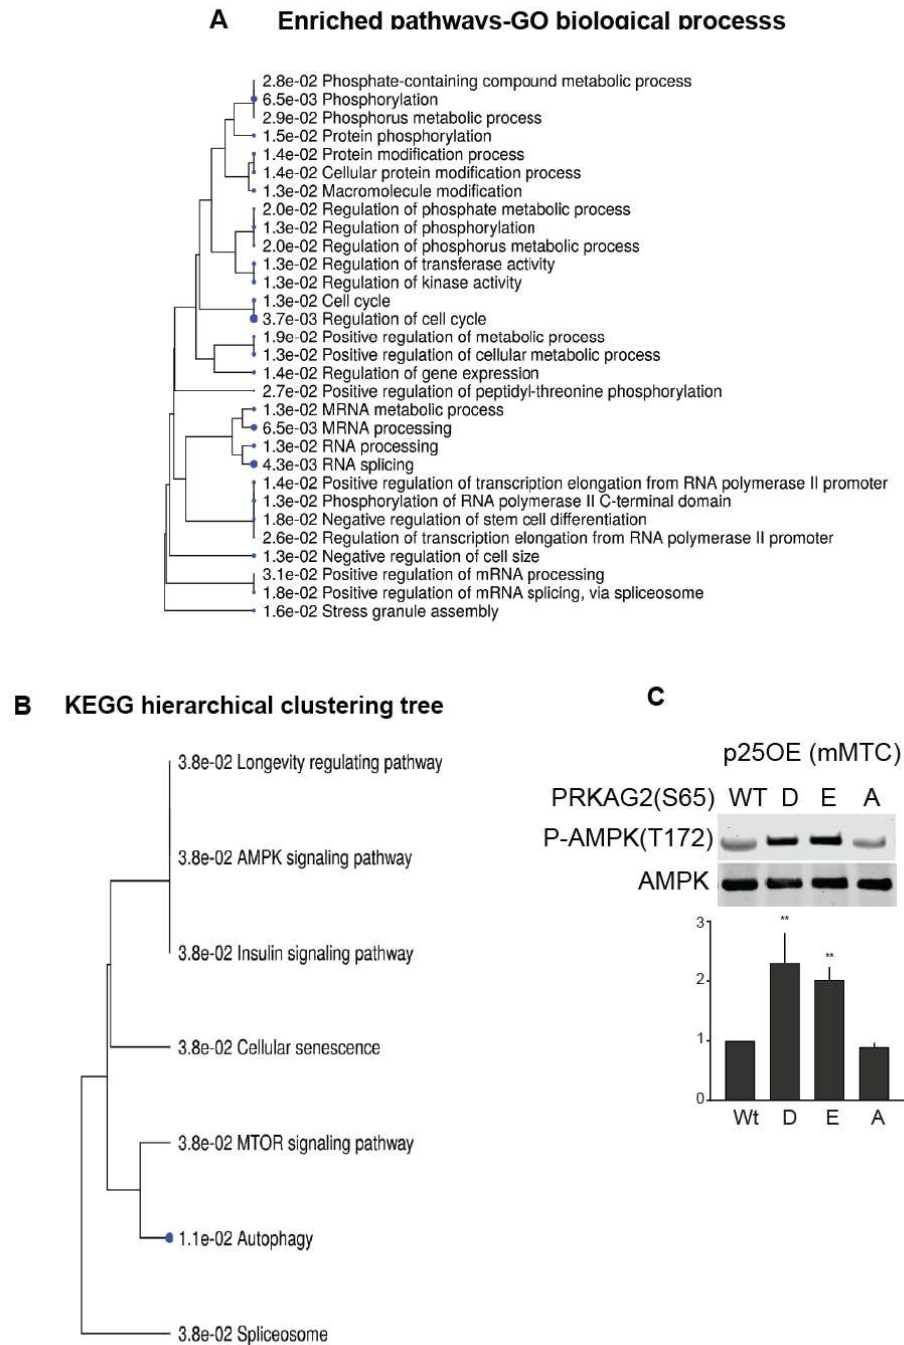 A Enriched pathways-GO biological processs
2.8e-02 Phosphate-containing compound metabolic process
6.5e-03 Phosphorylation
2.9e-02 Phosphorus metabolic process
1.5e-02 Protein phosphorylation
1.4e-02 Protein modification process
1.4e-02 Cellular protein modification process
1.3e-02 Macromolecule modification
2.0e-02 Regulation of phosphate metabolic process
1.3e-02 Regulation of phosphorylation
2.0e-02 Regulation of phosphorus metabolic process
1.3e-02 Regulation of transferase activity
1.3e-02 Regulation of kinase activity
1.3e-02 Cell cycle
3.7e-03 Regulation of cell cycle
1.9e-02 Positive regulation of metabolic process
1.3e-02 Positive regulation of cellular metabolic process
1.4e-02 Regulation of gene expression
2.7e-02 Positive regulation of peptidyl-threonine phosphorylation
1.3e-02 MRNA metabolic process
6.5e-03 MRNA processing
1.3e-02 RNA processing
4.3e-03 RNA splicing
1.4e-02 Positive regulation of transcription elongation from RNA polymerase II promoter
1.3e-02 Phosphorylation of RNA polymerase II C-terminal domain
1.8e-02 Negative regulation of stem cell differentiation
2.6e-02 Regulation of transcription elongation from RNA polymerase II promoter
1.3e-02 Negative regulation of cell size
3.1e-02 Positive regulation of mRNA processing
1.8e-02 Positive regulation of mRNA splicing, via spliceosome
1.6e-02 Stress granule assembly
B KEGG hierarchical clustering tree
3.8e-02 Longevity regulating pathway
3.8e-02 AMPK signaling pathway
3.8e-02 Insulin signaling pathway
3.8e-02 Cellular senescence
3.8e-02 MTOR signaling pathway
1.1e-02 Autophagy
3.8e-02 Spliceosome
C
p25OE (mMTC)
PRKAG2(S65) WT D E A
P-AMPK(T172)
AMPK
3
**
**
2
1
0
Wt D E A